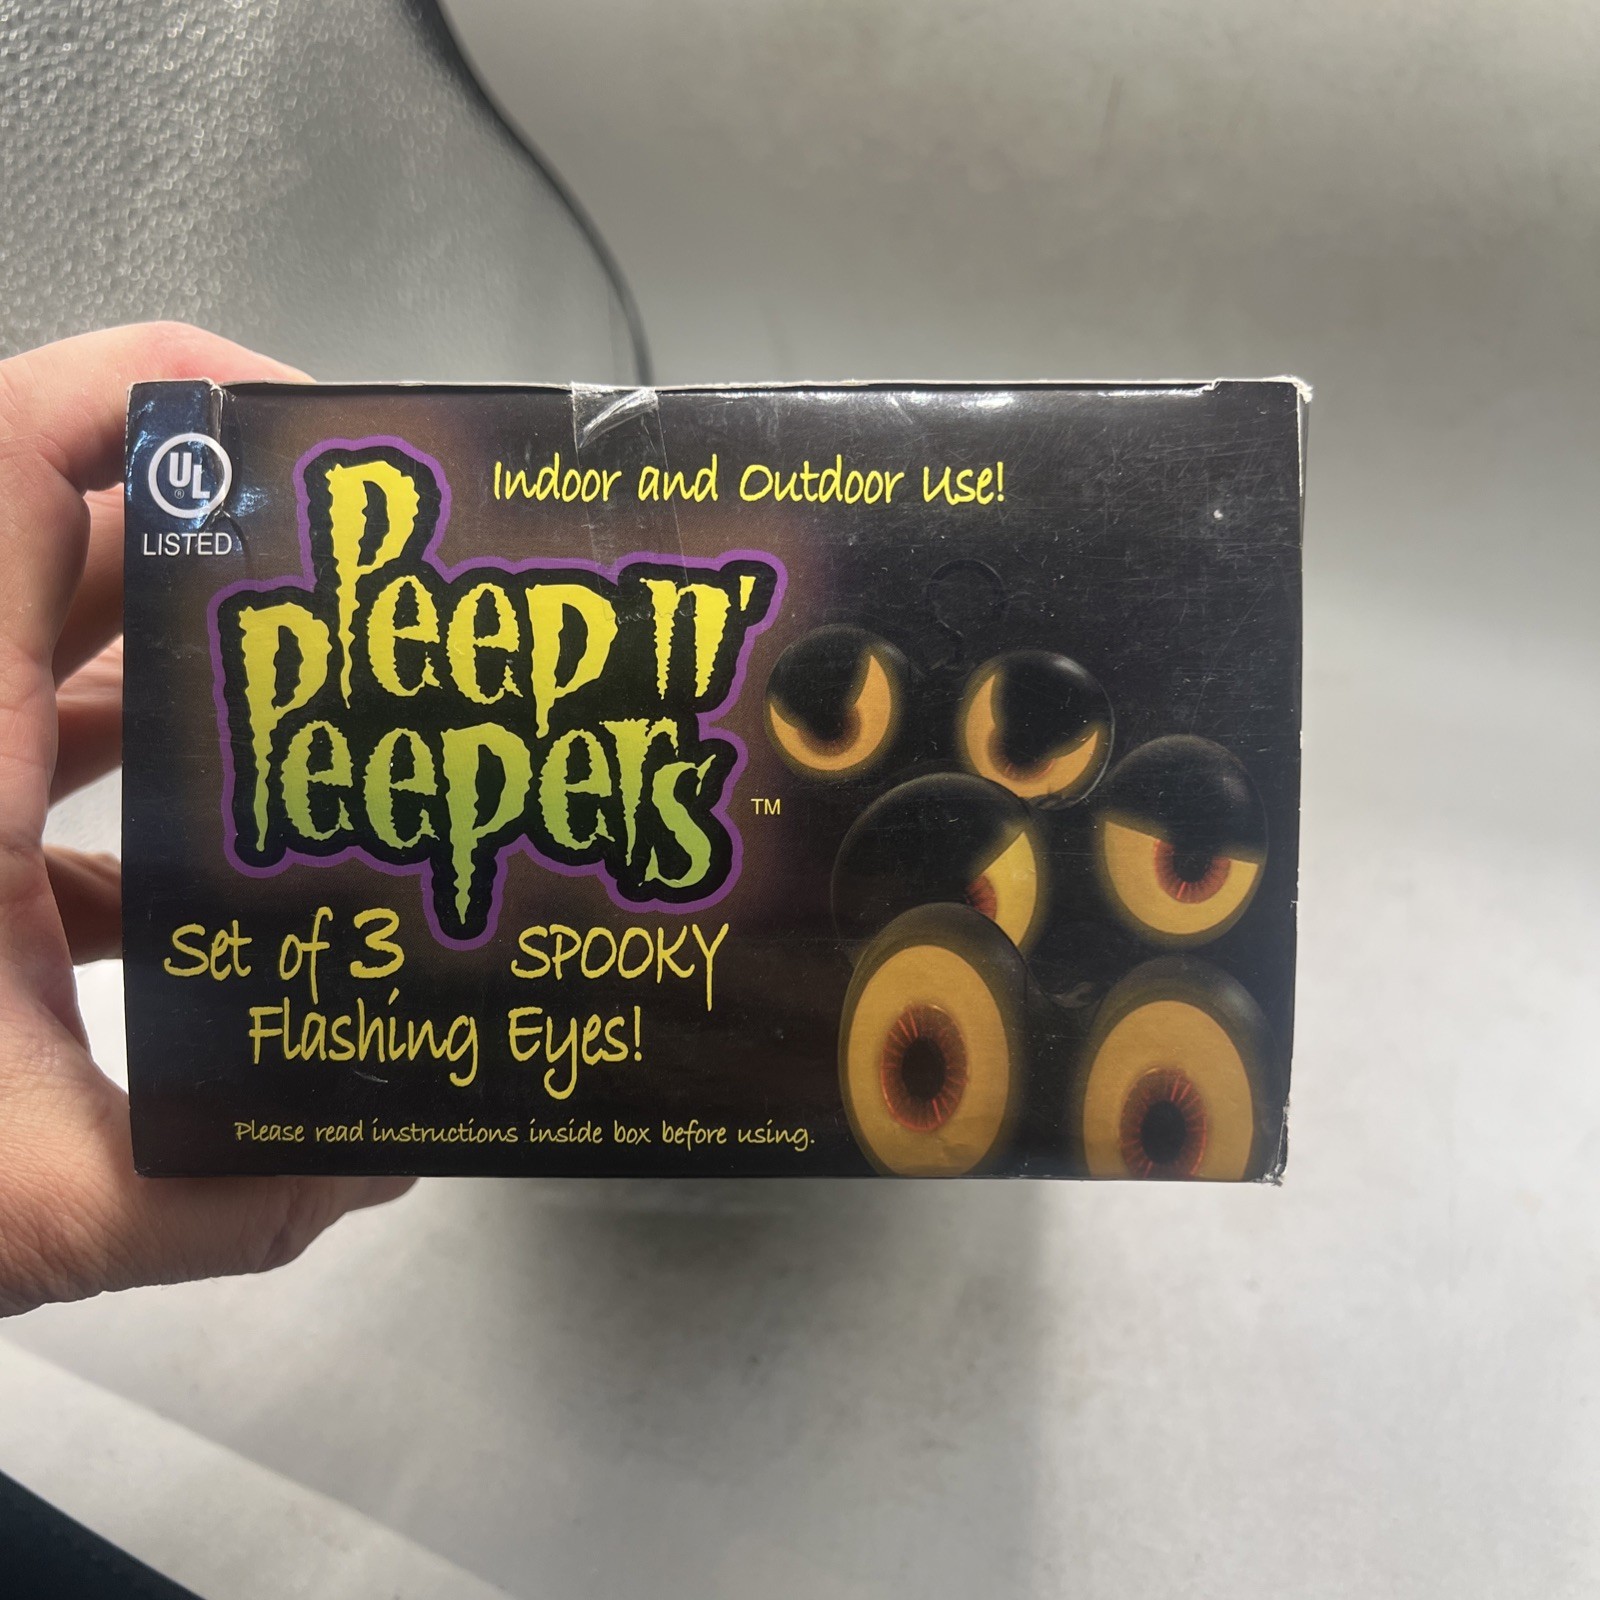 UL
®
LISTED
Indoor and Outdoor Use!
Peep n'
Peepers
TM
Set of 3 SPOOKY
Flashing Eyes!
Please read instructions inside box before using.